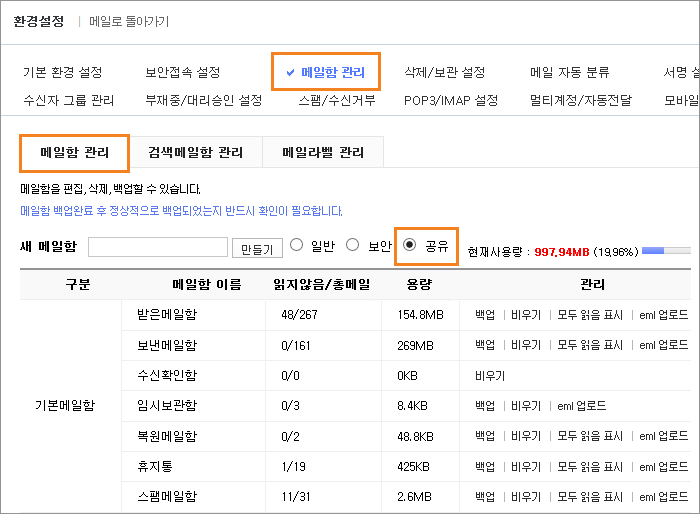 환경설정 | 메일로 돌아가기
기본 환경 설정 보안접속 설정 메일함 관리 삭제/보관 설정 메일 자동 분류 서명 설
수신자 그룹 관리 부재중/대리승인 설정 스팸/수신거부 POP3/IMAP 설정 멀티계정/자동전달 모바일
메일함 관리 검색메일함 관리 메일라벨 관리
메일함을 편집, 삭제, 백업할 수 있습니다.
메일함 백업완료 후 정상적으로 백업되었는지 반드시 확인이 필요합니다.
새 메일함 만들기 일반 보안 공유 현재사용량 : 997.94MB (19.96%)
구분 메일함 이름 읽지않음/총메일 용량 관리
받은메일함 48/267 154.8MB 백업 | 비우기 | 모두 읽음 표시 | eml 업로드
보낸메일함 0/161 269MB 백업 | 비우기 | 모두 읽음 표시 | eml 업로드
수신확인함 0/0 0KB 비우기
기본메일함 임시보관함 0/3 8.4KB 백업 | 비우기 | eml 업로드
복원메일함 0/2 48.8KB 백업 | 비우기 | 모두 읽음 표시 | eml 업로드
휴지통 1/19 425KB 백업 | 비우기 | 모두 읽음 표시 | eml 업로드
스팸메일함 11/31 2.6MB 백업 | 비우기 | 모두 읽음 표시 | eml 업로드